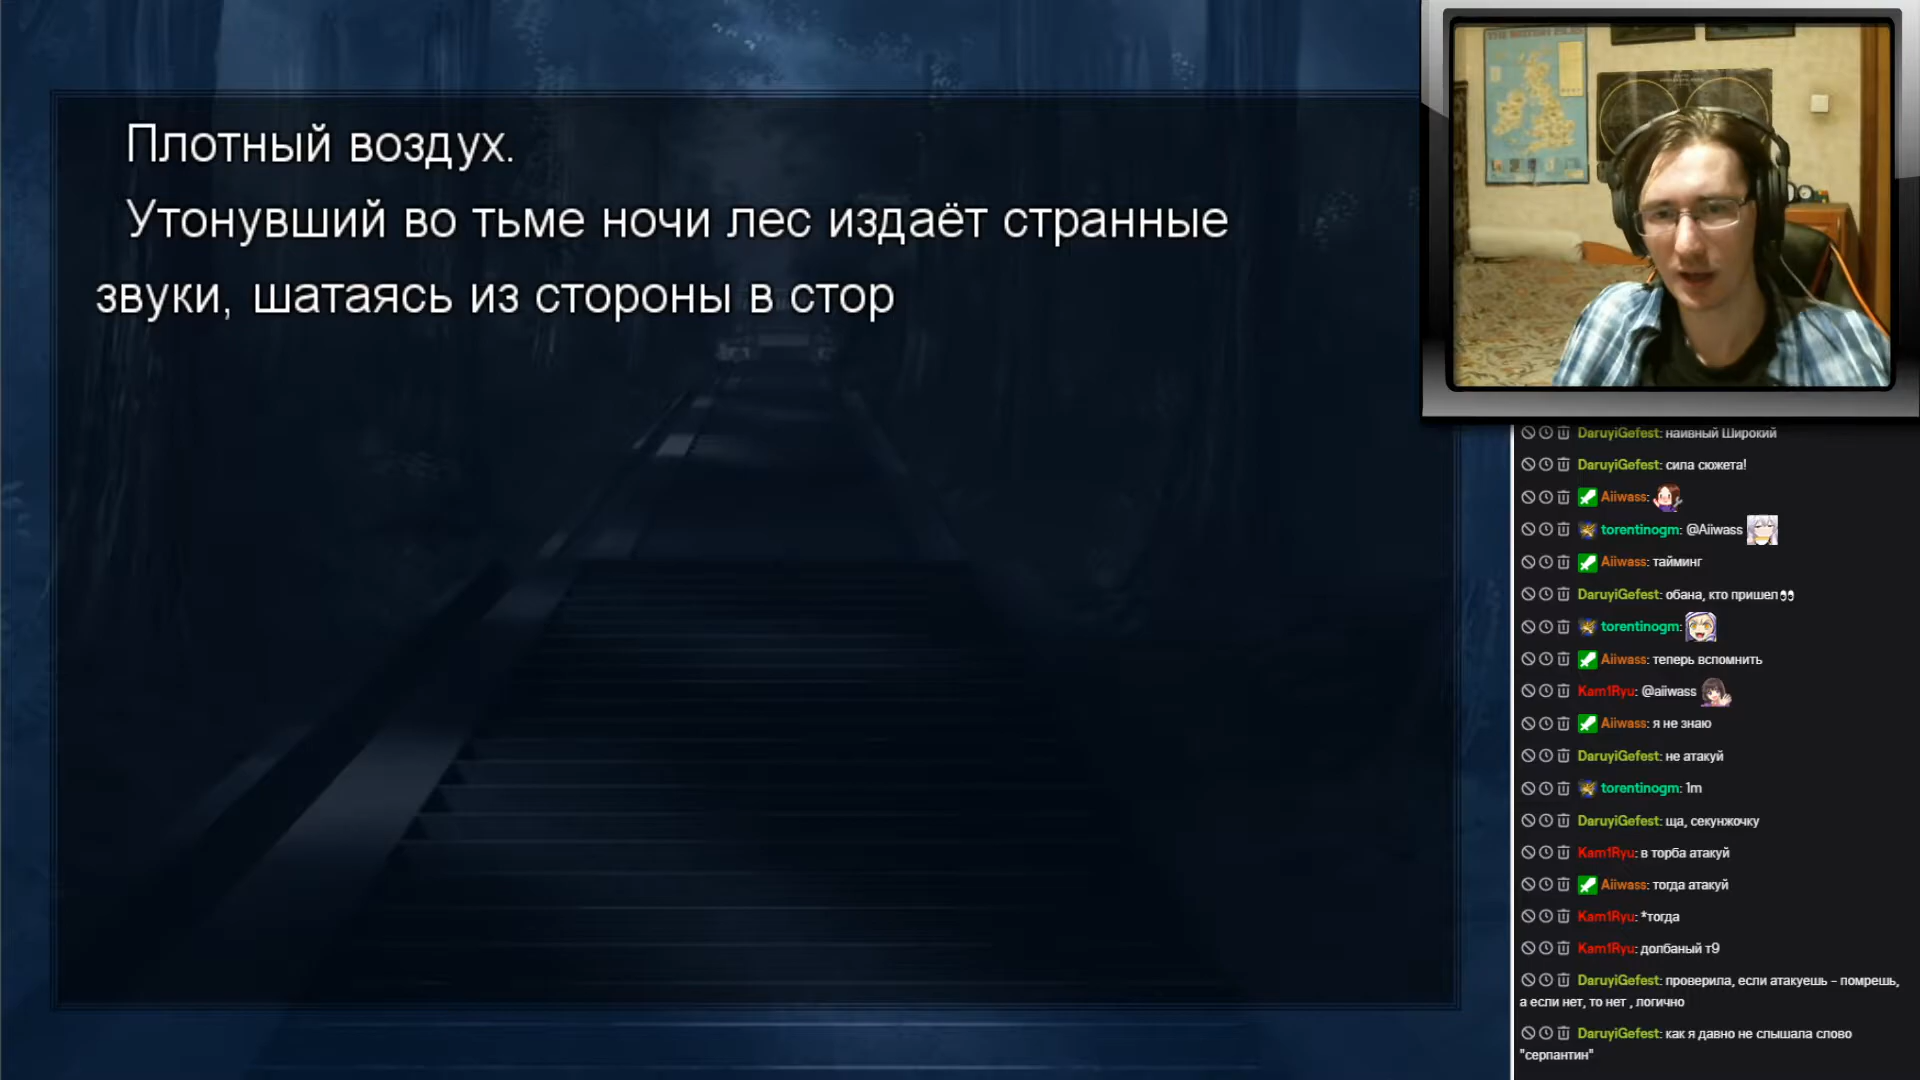 Плотный воздух.
Утонувший во тьме ночи лес издаёт странные
звуки, шатаясь из стороны в стор
DaruyiGefest: наивный Широкий
DaruyiGefest: сила сюжета!
Aiiwass:
torentinogm: @Aiiwass
Aiiwass: тайминг
DaruyiGefest: обана, кто пришел👀
torentinogm:
Aiiwass: теперь вспомнить
Kam1Ryu: @aiiwass
Aiiwass: я не знаю
DaruyiGefest: не атакуй
torentinogm: 1m
DaruyiGefest: ща, секунжочку
Kam1Ryu: в торба атакуй
Aiiwass: тогда атакуй
Kam1Ryu: *тогда
Kam1Ryu: долбаный т9
DaruyiGefest: проверила, если атакуешь - помрешь,
а если нет, то нет , логично
DaruyiGefest: как я давно не слышала слово
"серпантин"